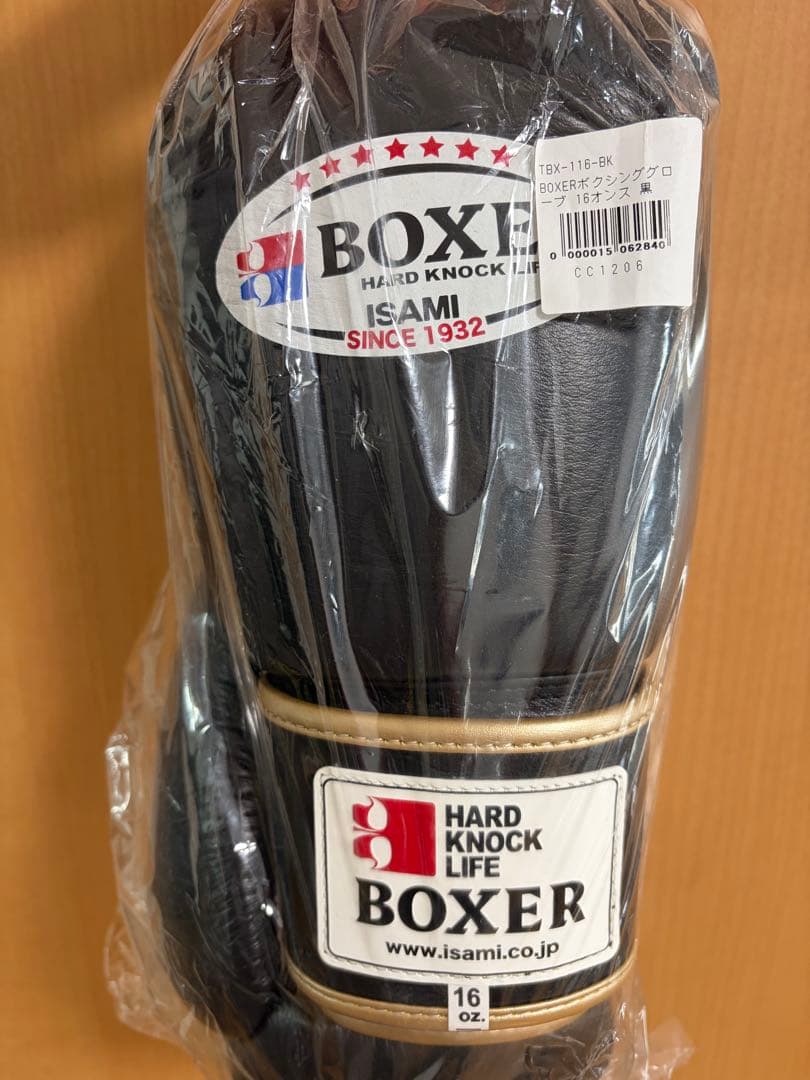 TBX-116-BK
BOXERボクシンググロ
ーブ 16オンス 黒
0 000015 062840
CC1206
BOXE
HARD KNOCK LIFE
ISAMI
SINCE 1932
HARD
KNOCK
LIFE
BOXER
www.isami.co.jp
16
oz.